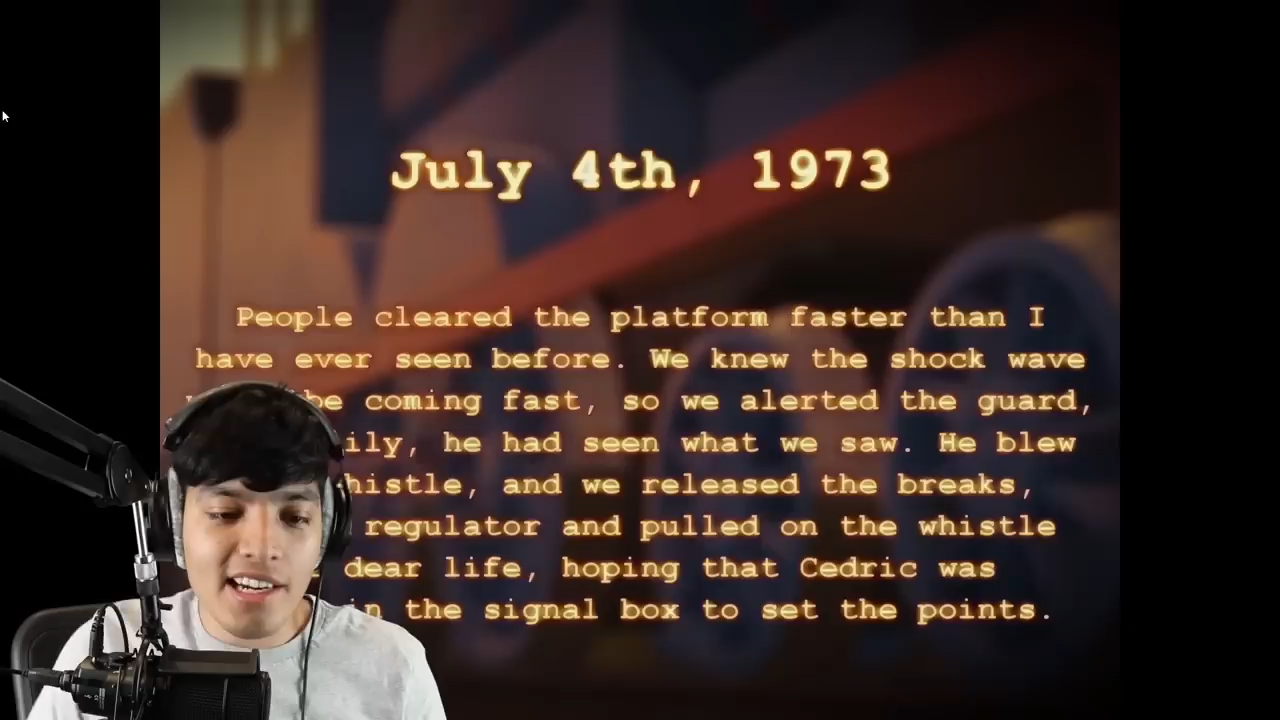 July 4th, 1973
People cleared the platform faster than I
have ever seen before. We knew the shock wave
be coming fast, so we alerted the guard,
he had seen what we saw. He blew
and we released the breaks,
regulator and pulled on the whistle
dear life, hoping that Cedric was
the signal box to set the points.